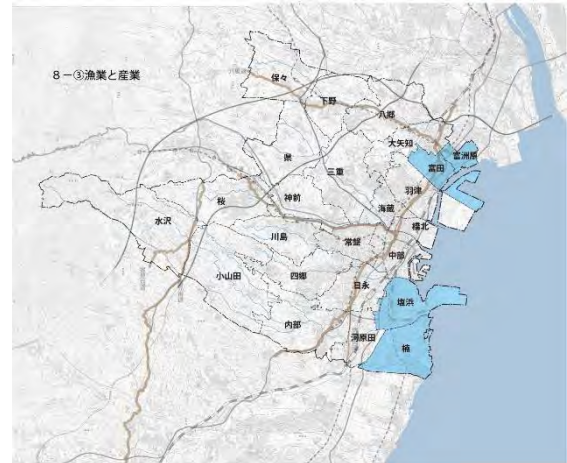 ８－③漁業と産業
保々
下野
八郷
大矢知
富田
富洲原
県
三重
羽津
神前
海蔵
桜
水沢
橋北
川島
常磐
中部
小山田
四郷
日永
塩浜
内部
河原田
楠